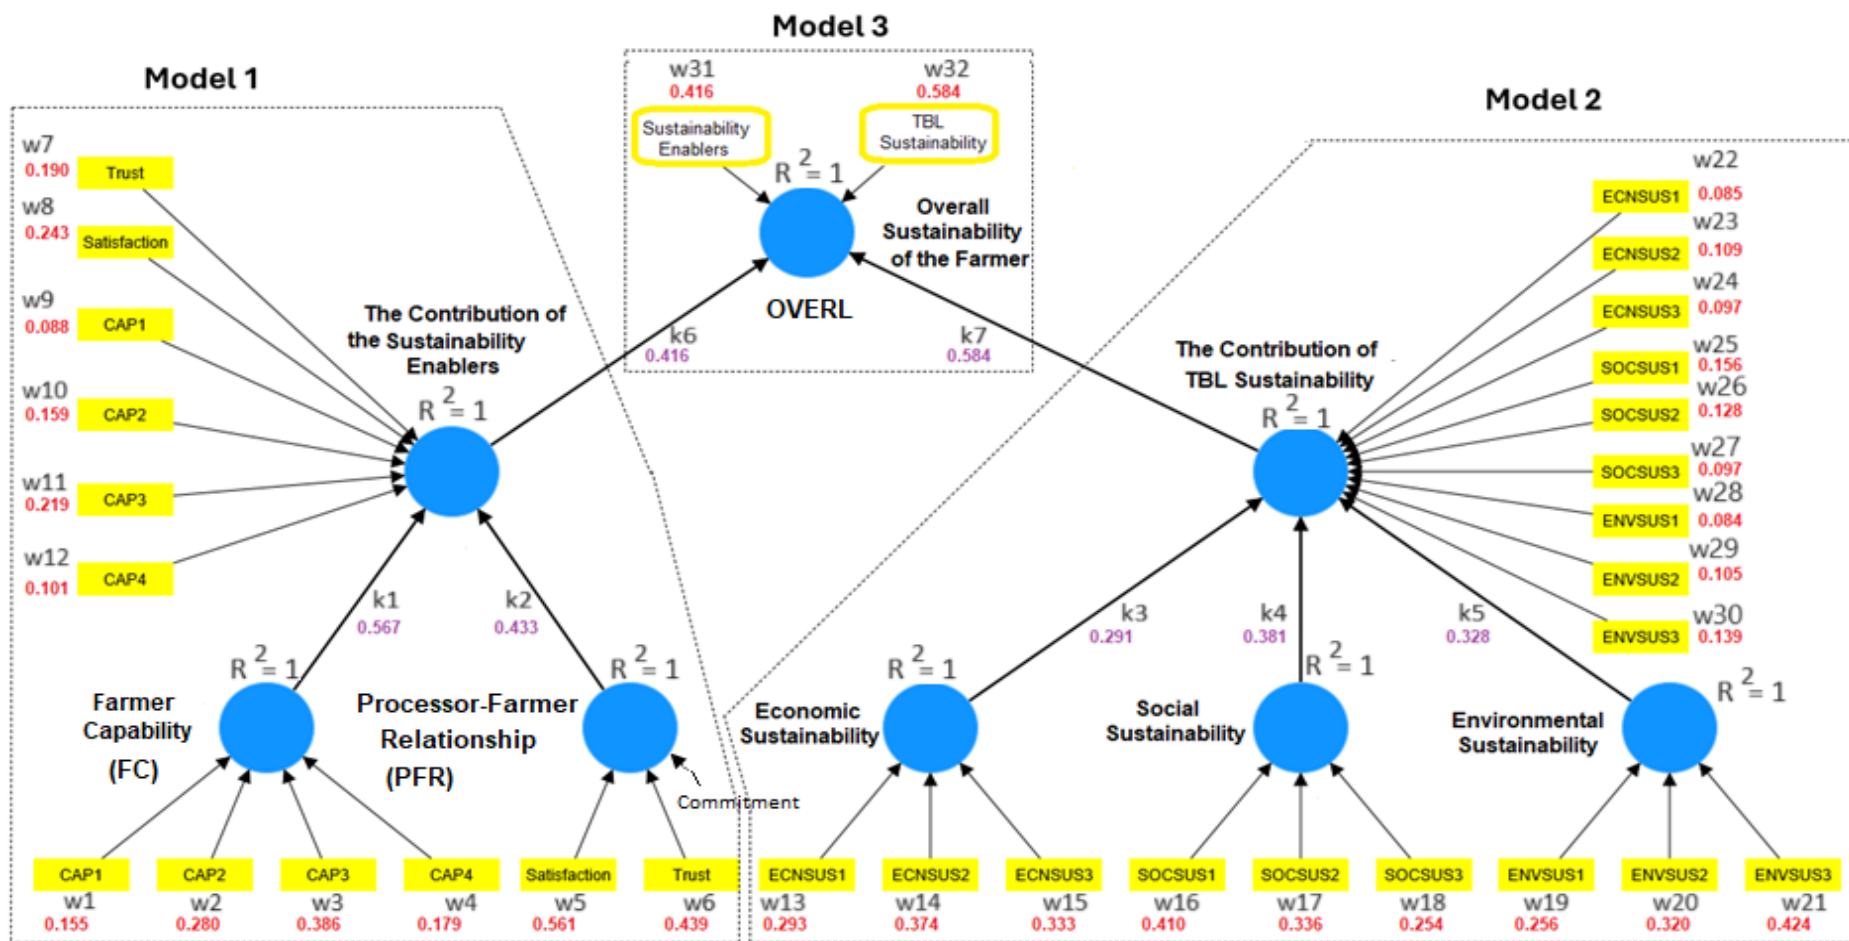 Model 3
Model 1
Model 2
w31
0.416
w32
0.584
Sustainability
Enablers
TBL
Sustainability
R 2 = 1
Overall
Sustainability
of the Farmer
OVERL
k6
0.416
k7
0.584
w7
0.190
Trust
w8
0.243
Satisfaction
w9
0.088
CAP1
w10
0.159
CAP2
w11
0.219
CAP3
w12
0.101
CAP4
The Contribution of
the Sustainability
Enablers
R 2 = 1
k1
0.567
k2
0.433
R 2 = 1
Farmer
Capability
(FC)
R 2 = 1
Processor-Farmer
Relationship
(PFR)
Commitment
CAP1
CAP2
CAP3
CAP4
Satisfaction
Trust
w1
w2
w3
w4
w5
w6
0.155
0.280
0.386
0.179
0.561
0.439
The Contribution of
TBL Sustainability
R 2 = 1
w22
ECNSUS1
0.085
w23
ECNSUS2
0.109
w24
ECNSUS3
0.097
w25
SOCSUS1
0.156
w26
SOCSUS2
0.128
w27
SOCSUS3
0.097
w28
ENVSUS1
0.084
w29
ENVSUS2
0.105
w30
ENVSUS3
0.139
k3
0.291
k4
0.381
k5
0.328
R 2 = 1
Economic
Sustainability
R 2 = 1
Social
Sustainability
R 2 = 1
Environmental
Sustainability
ECNSUS1
ECNSUS2
ECNSUS3
SOCSUS1
SOCSUS2
SOCSUS3
ENVSUS1
ENVSUS2
ENVSUS3
w13
w14
w15
w16
w17
w18
w19
w20
w21
0.293
0.374
0.333
0.410
0.336
0.254
0.256
0.320
0.424